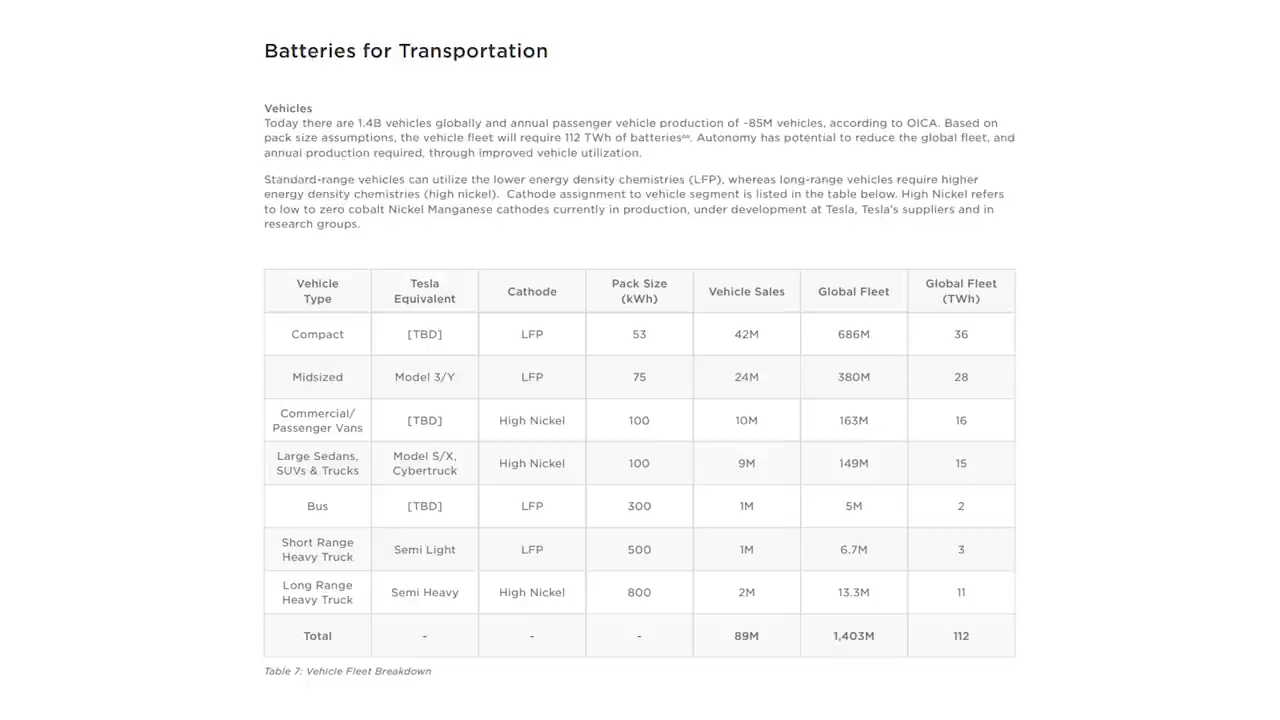 Batteries for Transportation
Vehicles
Today there are 1.4B vehicles globally and annual passenger vehicle production of ~85M vehicles, according to OICA. Based on
pack size assumptions, the vehicle fleet will require 112 TWh of batteries. Autonomy has potential to reduce the global fleet, and
annual production required, through improved vehicle utilization.
Standard-range vehicles can utilize the lower energy density chemistries (LFP), whereas long-range vehicles require higher
energy density chemistries (high nickel). Cathode assignment to vehicle segment is listed in the table below. High Nickel refers
to low to zero cobalt Nickel Manganese cathodes currently in production, under development at Tesla, Tesla's suppliers and in
research groups.
Vehicle Type Tesla Equivalent Cathode Pack Size (kWh) Vehicle Sales Global Fleet Global Fleet (TWh)
Compact [TBD] LFP 53 42M 686M 36
Midsized Model 3/Y LFP 75 24M 380M 28
Commercial/ Passenger Vans [TBD] High Nickel 100 10M 163M 16
Large Sedans, SUVs & Trucks Model S/X, Cybertruck High Nickel 100 9M 149M 15
Bus [TBD] LFP 300 1M 5M 2
Short Range Heavy Truck Semi Light LFP 500 1M 6.7M 3
Long Range Heavy Truck Semi Heavy High Nickel 800 2M 13.3M 11
Total - - - 89M 1,403M 112
Table 7: Vehicle Fleet Breakdown